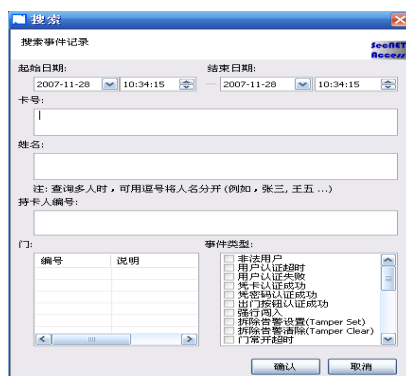 搜索
搜索事件记录
SecNET
Access
起始日期: 结束日期:
2007-11-28 10:34:15 — 2007-11-28 10:34:15
卡号:
姓名:
注: 查询多人时，可用逗号将人名分开(例如，张三, 王五 ...)
持卡人编号:
门: 事件类型:
编号 说明
非法用户
用户认证超时
用户认证失败
凭卡认证成功
凭密码认证成功
出门按钮认证成功
强行闯入
拆除告警设置(Tamper Set)
拆除告警清除(Tamper Clear)
门常开超时
确认 取消